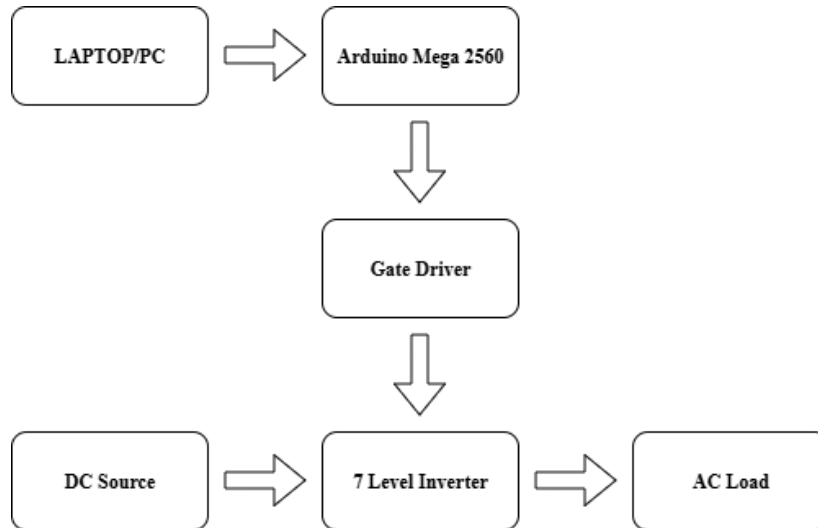 LAPTOP/PC
Arduino Mega 2560
Gate Driver
DC Source
7 Level Inverter
AC Load